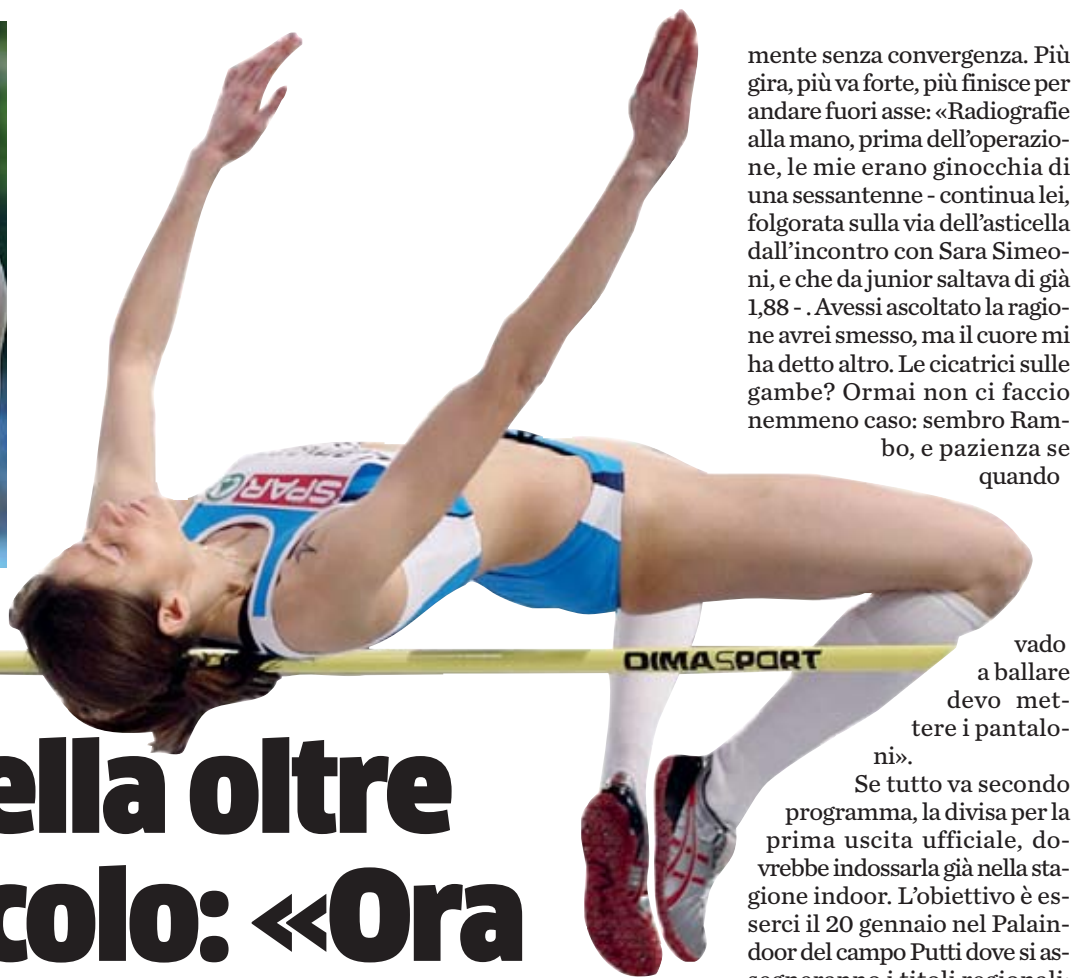 mente senza convergenza. Più
gira, più va forte, più finisce per
andare fuori asse: «Radiografie
alla mano, prima dell'operazio-
ne, le mie erano ginocchia di
una sessantenne - continua lei,
folgorata sulla via dell'asticella
dall'incontro con Sara Simeo-
ni, e che da junior saltava di già
1,88 - . Avessi ascoltato la ragio-
ne avrei smesso, ma il cuore mi
ha detto altro. Le cicatrici sulle
gambe? Ormai non ci faccio
nemmeno caso: sembro Ram-
bo, e pazienza se
quando
vado
a ballare
devo met-
tere i pantalo-
ni».
Se tutto va secondo
programma, la divisa per la
prima uscita ufficiale, do-
vrebbe indossarla già nella sta-
gione indoor. L'obiettivo è es-
serci il 20 gennaio nel Palain-
door del campo Putti dove si as-
segneranno i titoli regionali:
SPAR
DIMASPORT
ella oltre
colo: «Ora